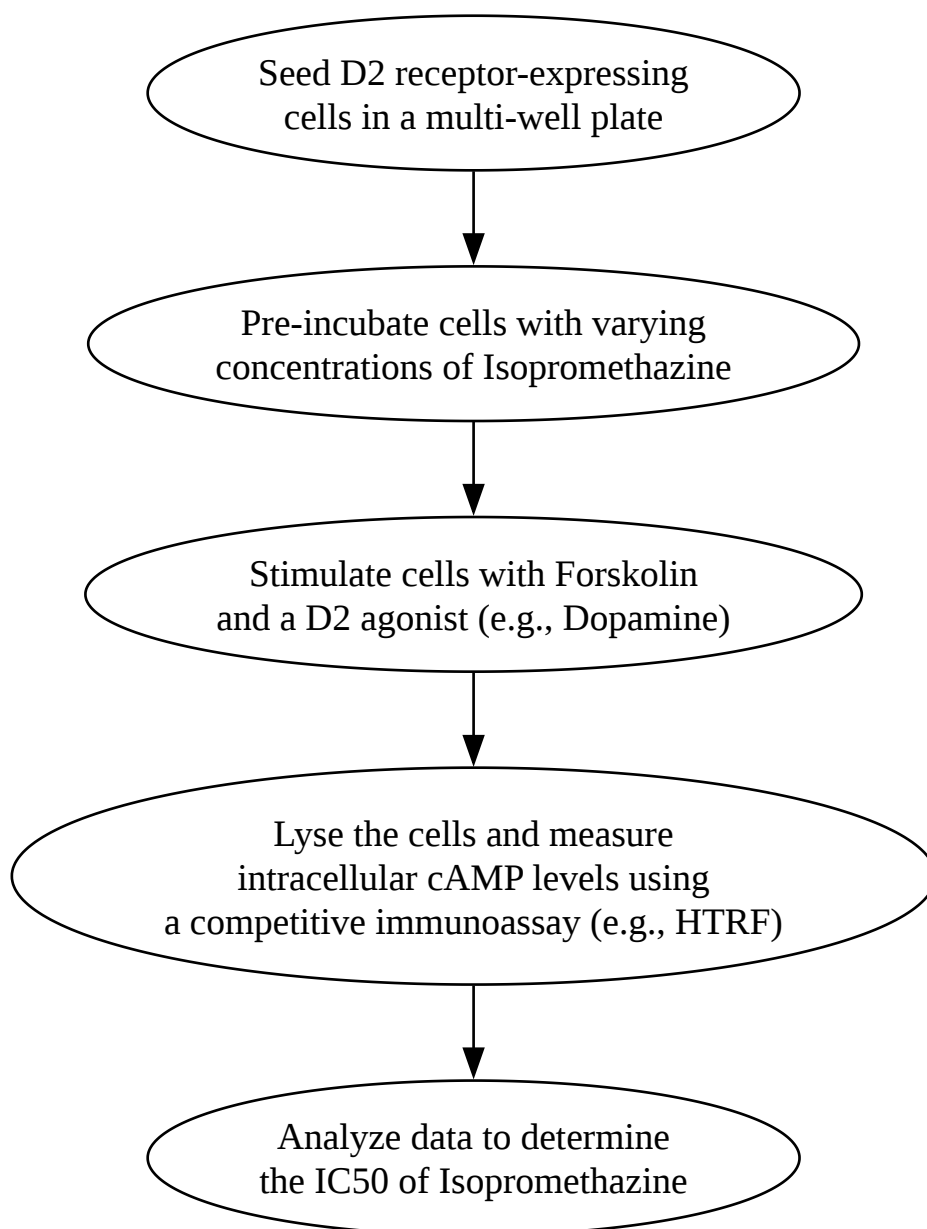 Seed D2 receptor-expressing
cells in a multi-well plate
Pre-incubate cells with varying
concentrations of Isopromethazine
Stimulate cells with Forskolin
and a D2 agonist (e.g., Dopamine)
Lyse the cells and measure
intracellular cAMP levels using
a competitive immunoassay (e.g., HTRF)
Analyze data to determine
the IC50 of Isopromethazine